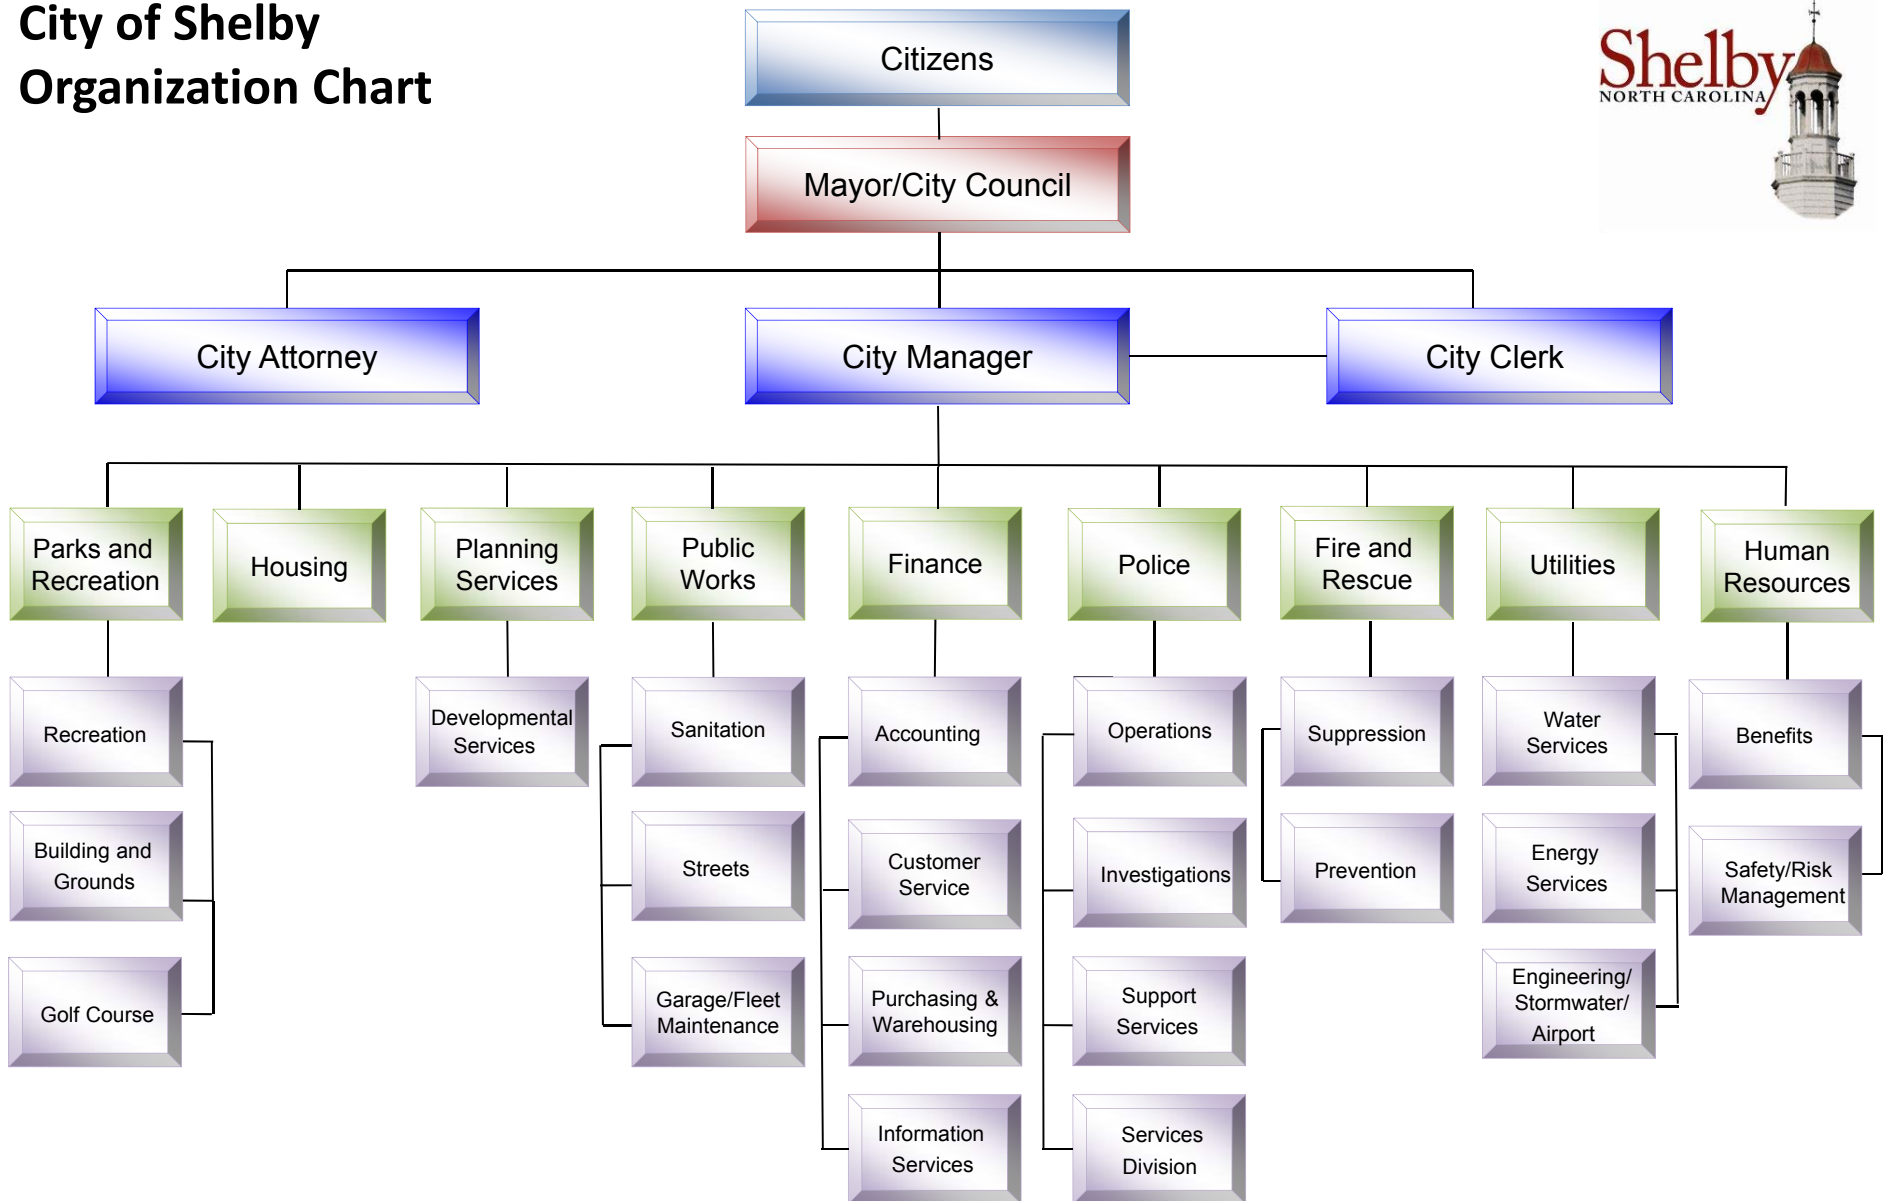 City of Shelby
Organization Chart
Shelby
NORTH CAROLINA
Citizens
Mayor/City Council
City Attorney
City Manager
City Clerk
Parks and
Recreation
Housing
Planning
Services
Public
Works
Finance
Police
Fire and
Rescue
Utilities
Human
Resources
Recreation
Developmental
Services
Sanitation
Accounting
Operations
Suppression
Water
Services
Benefits
Building and
Grounds
Streets
Customer
Service
Investigations
Prevention
Energy
Services
Safety/Risk
Management
Golf Course
Garage/Fleet
Maintenance
Purchasing &
Warehousing
Support
Services
Engineering/
Stormwater/
Airport
Information
Services
Services
Division